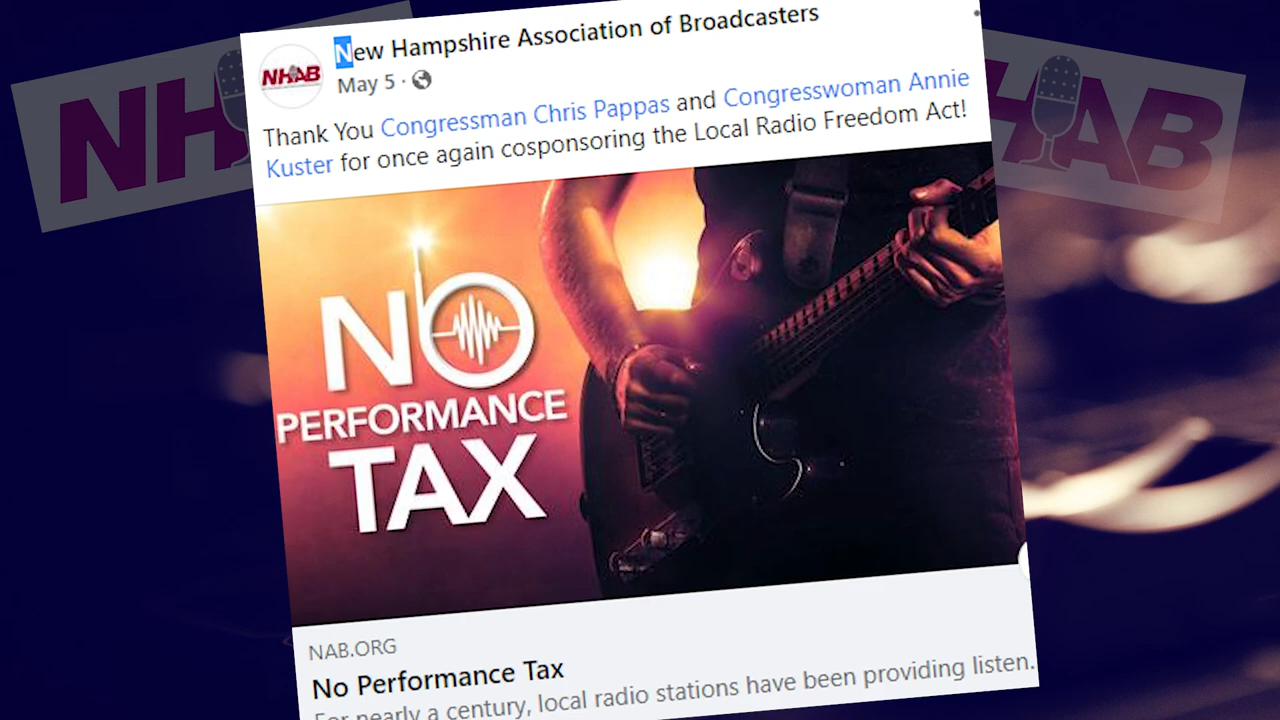 New Hampshire Association of Broadcasters
NHAB
May 5 ·
Thank You Congressman Chris Pappas and Congresswoman Annie
Kuster for once again cosponsoring the Local Radio Freedom Act!
NH
HAB
NO
PERFORMANCE
TAX
NAB.ORG
No Performance Tax
For nearly a century, local radio stations have been providing listen.